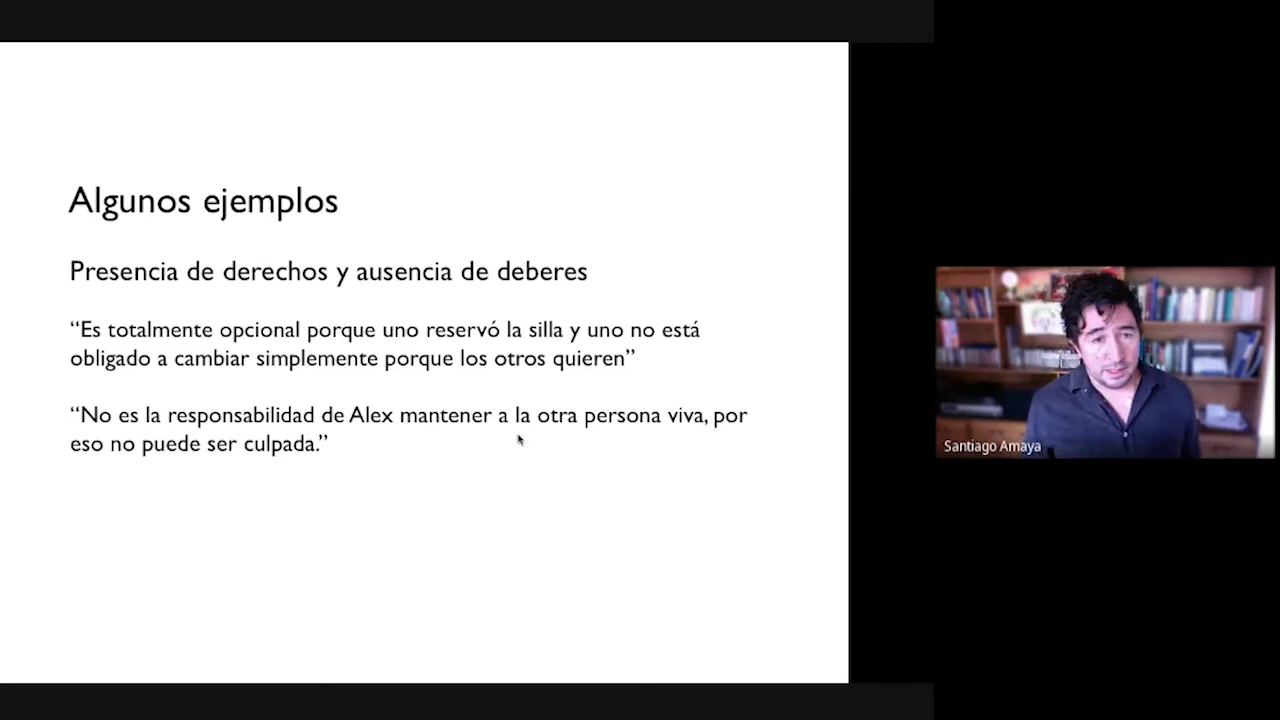 Algunos ejemplos
Presencia de derechos y ausencia de deberes
“Es totalmente opcional porque uno reservó la silla y uno no está
obligado a cambiar simplemente porque los otros quieren”
“No es la responsabilidad de Alex mantener a la otra persona viva, por
eso no puede ser culpada.”
Santiago Amaya